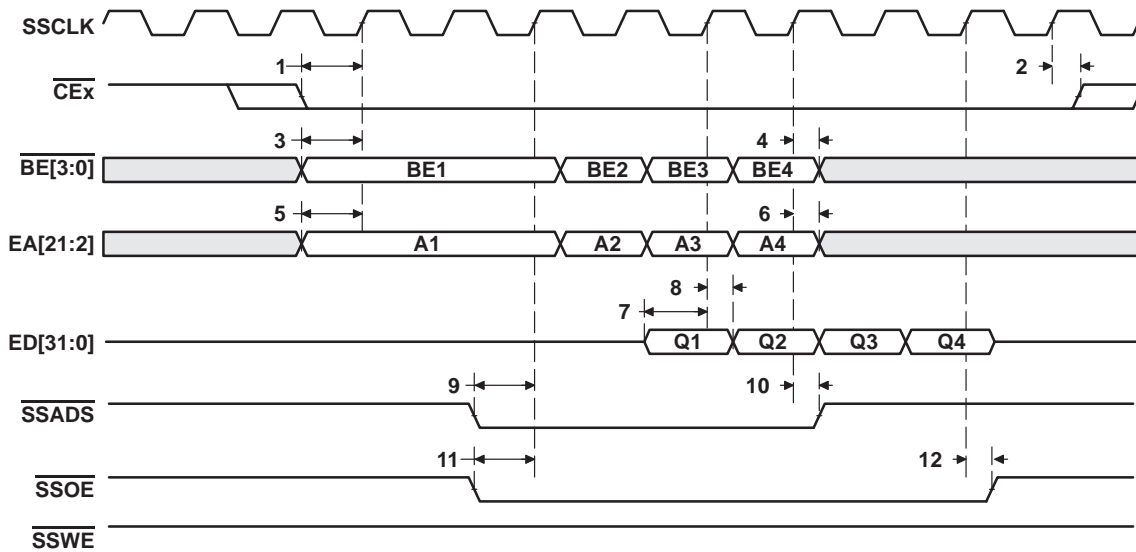 SSCLK
1
2
CEx
3
4
BE[3:0]
BE1
BE2
BE3
BE4
5
6
EA[21:2]
A1
A2
A3
A4
7
8
ED[31:0]
Q1
Q2
Q3
Q4
9
10
SSADS
11
12
SSOE
SSWE